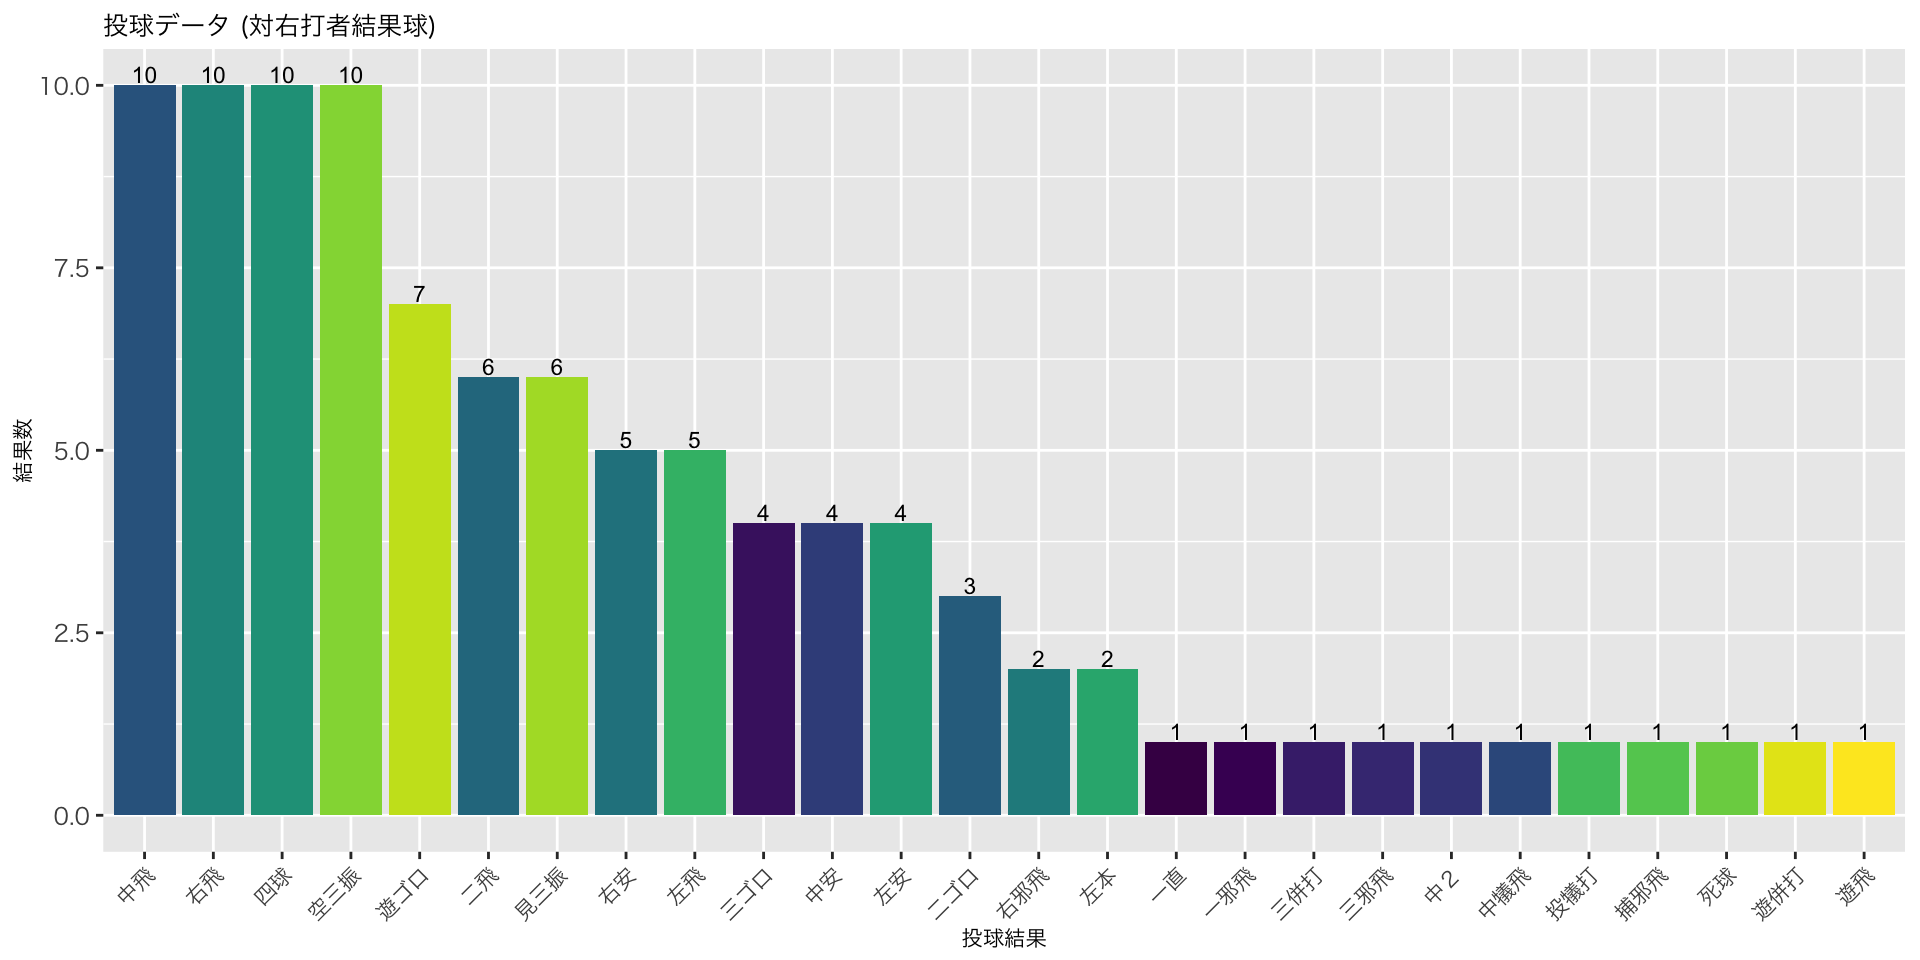 投球データ (対右打者結果球)
結果数
10.0
7.5
5.0
2.5
0.0
10 10 10 10 7 6 6 5 5 4 4 4 3 2 2 1 1 1 1 1 1 1 1 1 1 1
中飛 右飛 四球 空三振 遊ゴロ 二飛 見三振 右安 左飛 三ゴロ 中安 左安 二ゴロ 右邪飛 左本 一直 一邪飛 三併打 三邪飛 中２ 中犠飛 投犠打 捕邪飛 死球 遊併打 遊飛
投球結果